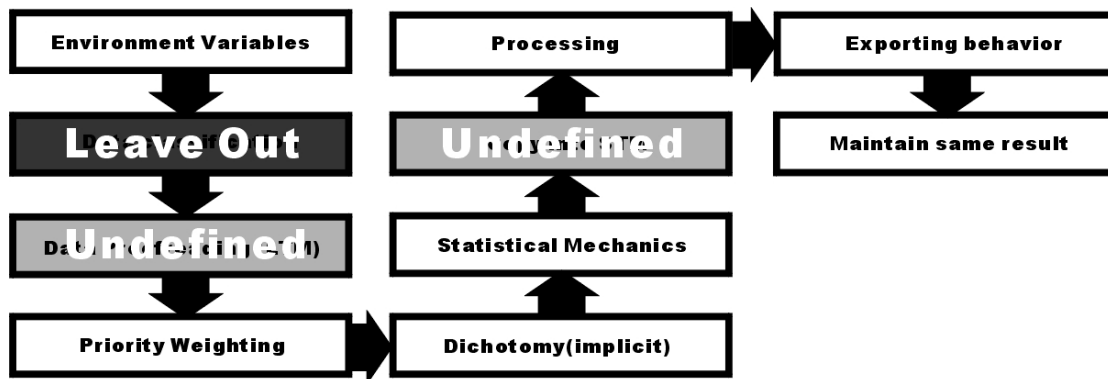 Environment Variables
Leave Out
Undefined
Priority Weighting
Dichotomy(implicit)
Statistical Mechanics
Undefined
Processing
Exporting behavior
Maintain same result